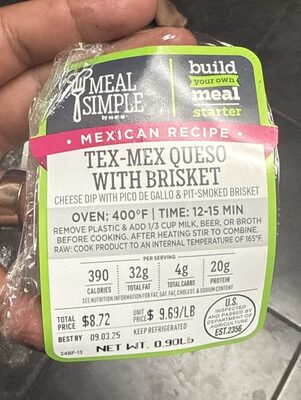 MEAL
SIMPLE
by H-E-B
build
your own
meal
starter
• MEXICAN RECIPE •
TEX-MEX QUESO
WITH BRISKET
CHEESE DIP WITH PICO DE GALLO & PIT-SMOKED BRISKET
OVEN: 400°F | TIME: 12-15 MIN
REMOVE PLASTIC & ADD 1/3 CUP MILK, BEER, OR BROTH
BEFORE COOKING. AFTER HEATING STIR TO COMBINE.
RAW: COOK PRODUCT TO AN INTERNAL TEMPERATURE OF 165°F.
PER SERVING
390 32g 4g 20g
CALORIES TOTAL FAT TOTAL CARBS PROTEIN
SEE NUTRITION INFORMATION FOR FAT, SAT. FAT, CHOLEST. & SODIUM CONTENT
TOTAL PRICE $8.72 UNIT PRICE $ 9.69/LB
BEST BY 09.03.25 KEEP REFRIGERATED
24BF-13 NET WT. 0.90Lb
U.S.
INSPECTED
AND PASSED BY
DEPARTMENT OF
AGRICULTURE
EST.2356